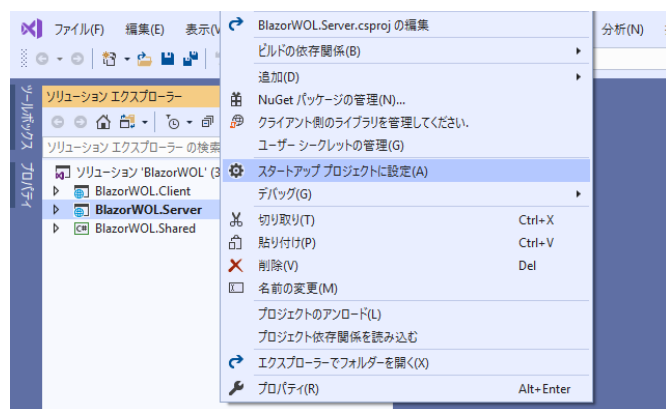 ファイル(F) 編集(E) 表示(V 分析(N)
ツールボックス
プロパティ
ソリューション エクスプローラー
ソリューション エクスプローラー の検索
ソリューション 'BlazorWOL' (3
BlazorWOL.Client
BlazorWOL.Server
C# BlazorWOL.Shared
BlazorWOL.Server.csproj の編集
ビルドの依存関係(B)
追加(D)
NuGet パッケージの管理(N)...
クライアント側のライブラリを管理してください.
ユーザー シークレットの管理(G)
スタートアップ プロジェクトに設定(A)
デバッグ(G)
切り取り(T) Ctrl+X
貼り付け(P) Ctrl+V
削除(V) Del
名前の変更(M)
プロジェクトのアンロード(L)
プロジェクト依存関係を読み込む
エクスプローラーでフォルダーを開く(X)
プロパティ(R) Alt+Enter